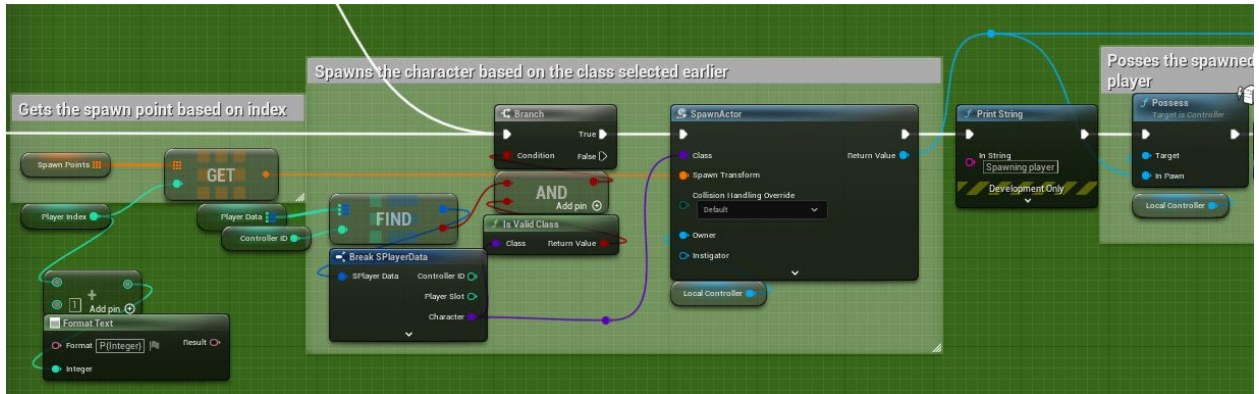 Gets the spawn point based on index
Spawn Points
GET
Player Index
+
1
Add pin
Format Text
Format P{Integer}
Result
Integer
Spawns the character based on the class selected earlier
Player Data
Controller ID
FIND
Break SPlayerData
SPlayer Data
Controller ID
Player Slot
Character
Branch
True
Condition
False
AND
Add pin
Is Valid Class
Class
Return Value
SpawnActor
Class
Return Value
Spawn Transform
Collision Handling Override
Default
Owner
Instigator
Local Controller
Print String
In String
Spawning player
Development Only
Posses the spawned
player
Possess
Target is Controller
Target
In Pawn
Local Controller